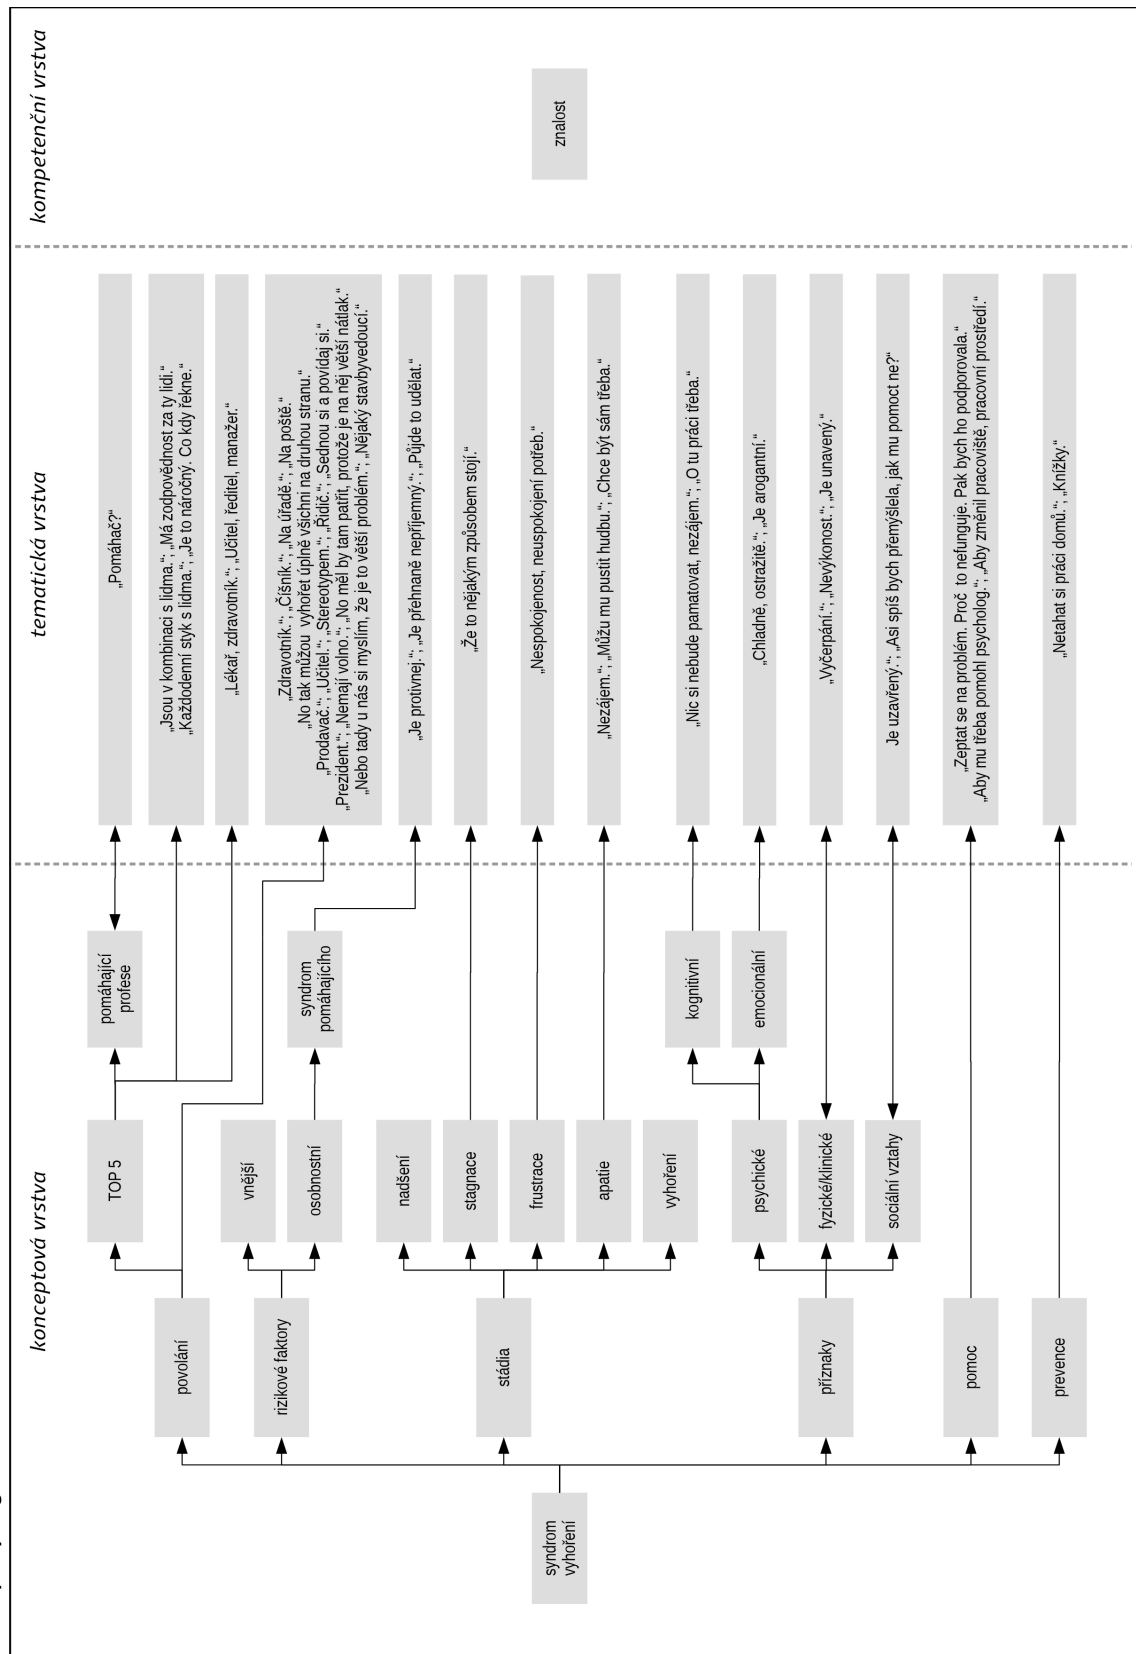 konceptová vrstva
tematická vrstva
kompetenční vrstva
syndrom
vyhoření
povolání
rizikové faktory
stádia
příznaky
pomoc
prevence
TOP 5
vnější
osobnostní
nadšení
stagnace
frustrace
apatie
vyhoření
psychické
fyzické/klinické
sociální vztahy
pomáhající
profese
syndrom
pomáhajícího
kognitivní
emocionální
„Pomáhač?“
„Jsou v kombinaci s lidma.“; „Má zodpovědnost za ty lidi.“
„Každodenní styk s lidma.“; „Je to náročný. Co kdy řekne.“
„Lékař, zdravotník.“; „Učitel, ředitel, manažer.“
„Zdravotník.“; „Číšník.“; „Na úřadě.“; „Na poště.“
„No tak můžou  vyhořet úplně všichni na druhou stranu.“
„Prodavač.“; „Učitel.“; „Stereotypem.“; „Řidič.“; „Sednou si a povídaj si.“
„Prezident.“; „Nemají volno.“; „No měl by tam patřit, protože je na něj větší nátlak.“
„Nebo tady u nás si myslím, že je to větší problém.“; „Nějaký stavbyvedoucí.“
„Je protivnej.“; „Je přehnaně nepříjemný.“; „Půjde to udělat.“
„Že to nějakým způsobem stojí.“
„Nespokojenost, neuspokojení potřeb.“
„Nezájem.“; „Můžu mu pustit hudbu.“; „Chce být sám třeba.“
„Nic si nebude pamatovat, nezájem.“; „O tu práci třeba.“
„Chladně, ostražitě.“; „Je arogantní.“
„Vyčerpání.“; „Nevýkonost.“; „Je unavený.“
Je uzavřený.“; „Asi spíš bych přemýšlela, jak mu pomoct ne?“
„Zeptat se na problém. Proč  to nefunguje. Pak bych ho podporovala.“
„Aby mu třeba pomohl psycholog.“; „Aby změnil pracoviště, pracovní prostředí.“
„Netahat si práci domů.“; „Knížky.“
znalost